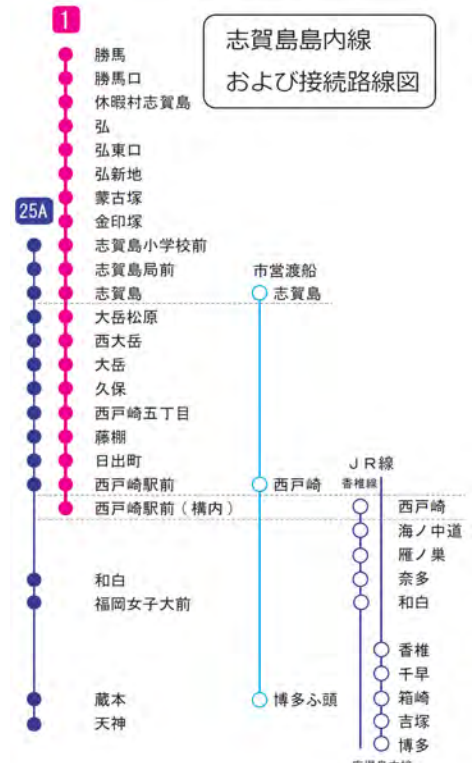 志賀島島内線
および接続路線図
1
勝馬
勝馬口
休暇村志賀島
弘
弘東口
弘新地
蒙古塚
金印塚
25A
志賀島小学校前
志賀島局前
志賀島
大岳松原
西大岳
大岳
久保
西戸崎五丁目
藤棚
日出町
西戸崎駅前
西戸崎駅前(構内)
和白
福岡女子大前
蔵本
天神
市営渡船
志賀島
西戸崎
博多ふ頭
JR線
香椎線
西戸崎
海ノ中道
雁ノ巣
奈多
和白
香椎
千早
箱崎
吉塚
博多